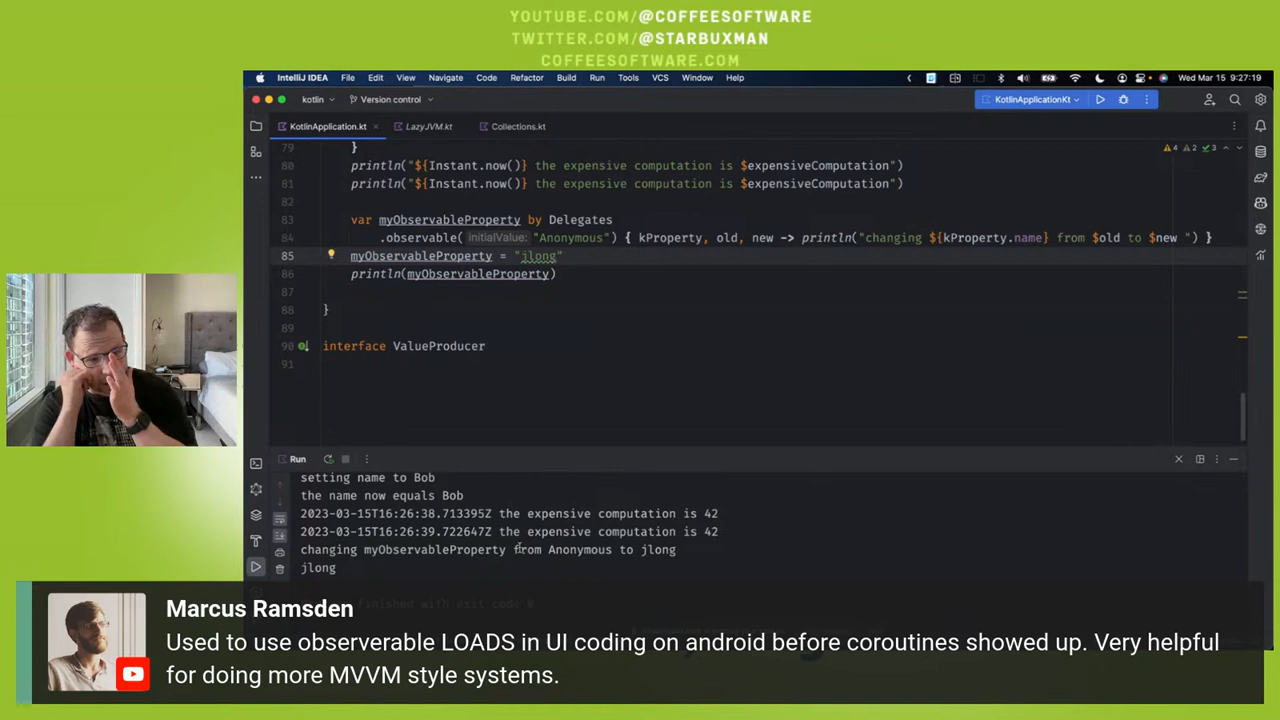 YOUTUBE.COM/@COFFEESOFTWARE
TWITTER.COM/@STARBUXMAN
COFFEESOFTWARE.COM
IntelliJ IDEA File Edit View Navigate Code Refactor Build Run Tools VCS Window Help Wed Mar 15 9:27:19
kotlin Version control KotlinApplicationKt
KotlinApplication.kt LazyJVM.kt Collections.kt
79 }
4 2 3
80 println("${Instant.now()} the expensive computation is $expensiveComputation")
81 println("${Instant.now()} the expensive computation is $expensiveComputation")
82
83 var myObservableProperty by Delegates
84 .observable( initialValue: "Anonymous") { kProperty, old, new -> println("changing ${kProperty.name} from $old to $new ") }
85 myObservableProperty = "jlong"
86 println(myObservableProperty)
87
88 }
89
90 interface ValueProducer
91
Run
setting name to Bob
the name now equals Bob
2023-03-15T16:26:38.713395Z the expensive computation is 42
2023-03-15T16:26:39.722647Z the expensive computation is 42
changing myObservableProperty from Anonymous to jlong
jlong
finished with exit code 0
Marcus Ramsden
Used to use observerable LOADS in UI coding on android before coroutines showed up. Very helpful
for doing more MVVM style systems.